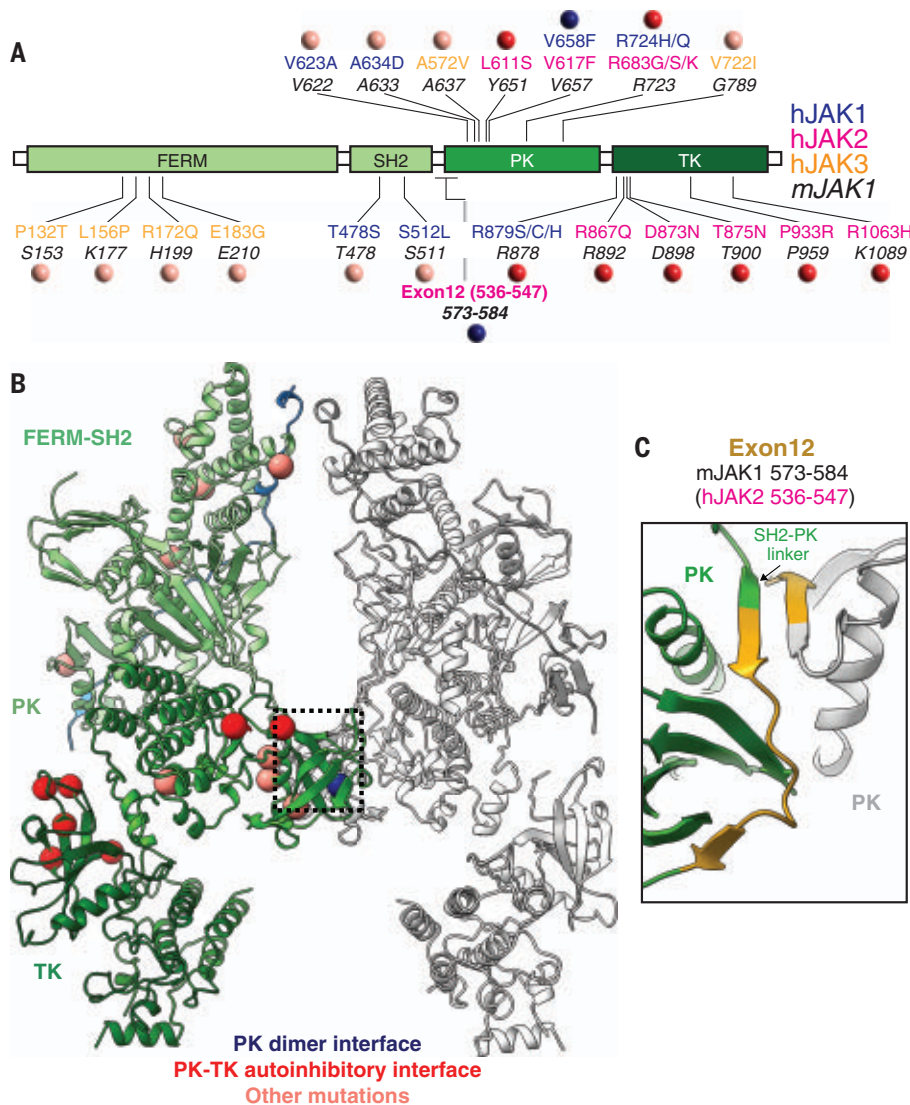 A
V658F R724H/Q
V623A A634D A572V L611S V617F R683G/S/K V722I
V622 A633 A637 Y651 V657 R723 G789
FERM SH2 PK TK
hJAK1
hJAK2
hJAK3
mJAK1
P132T L156P R172Q E183G T478S S512L R879S/C/H R867Q D873N T875N P933R R1063H
S153 K177 H199 E210 T478 S511 R878 R892 D898 T900 P959 K1089
Exon12 (536-547)
573-584
B
FERM-SH2
PK
TK
PK dimer interface
PK-TK autoinhibitory interface
Other mutations
C Exon12
mJAK1 573-584
(hJAK2 536-547)
SH2-PK
linker
PK
PK